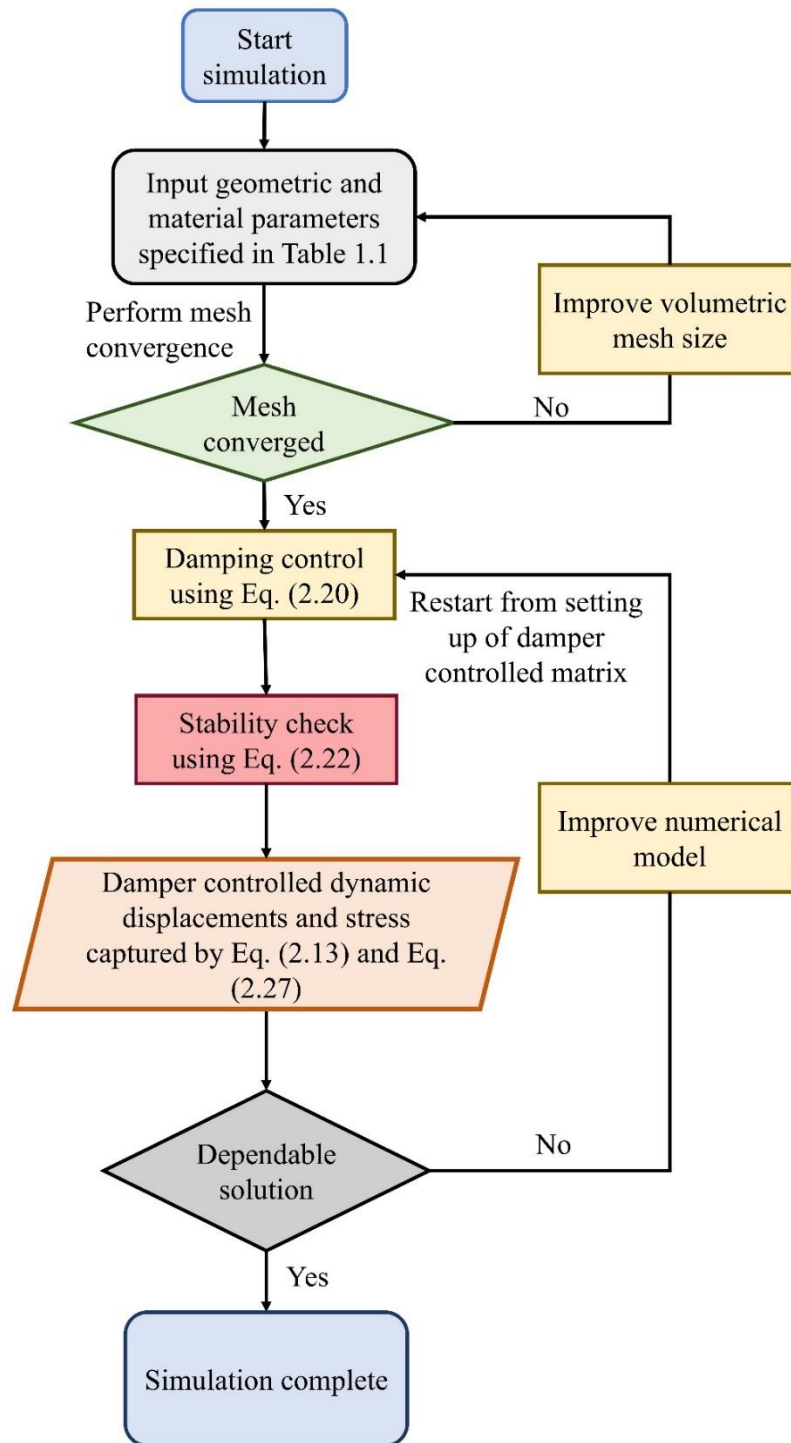 Start
simulation
Input geometric and
material parameters
specified in Table 1.1
Improve volumetric
mesh size
Perform mesh
convergence
Mesh
converged
No
Yes
Damping control
using Eq. (2.20)
Restart from setting
up of damper
controlled matrix
Stability check
using Eq. (2.22)
Improve numerical
model
Damper controlled dynamic
displacements and stress
captured by Eq. (2.13) and Eq.
(2.27)
Dependable
solution
No
Yes
Simulation complete